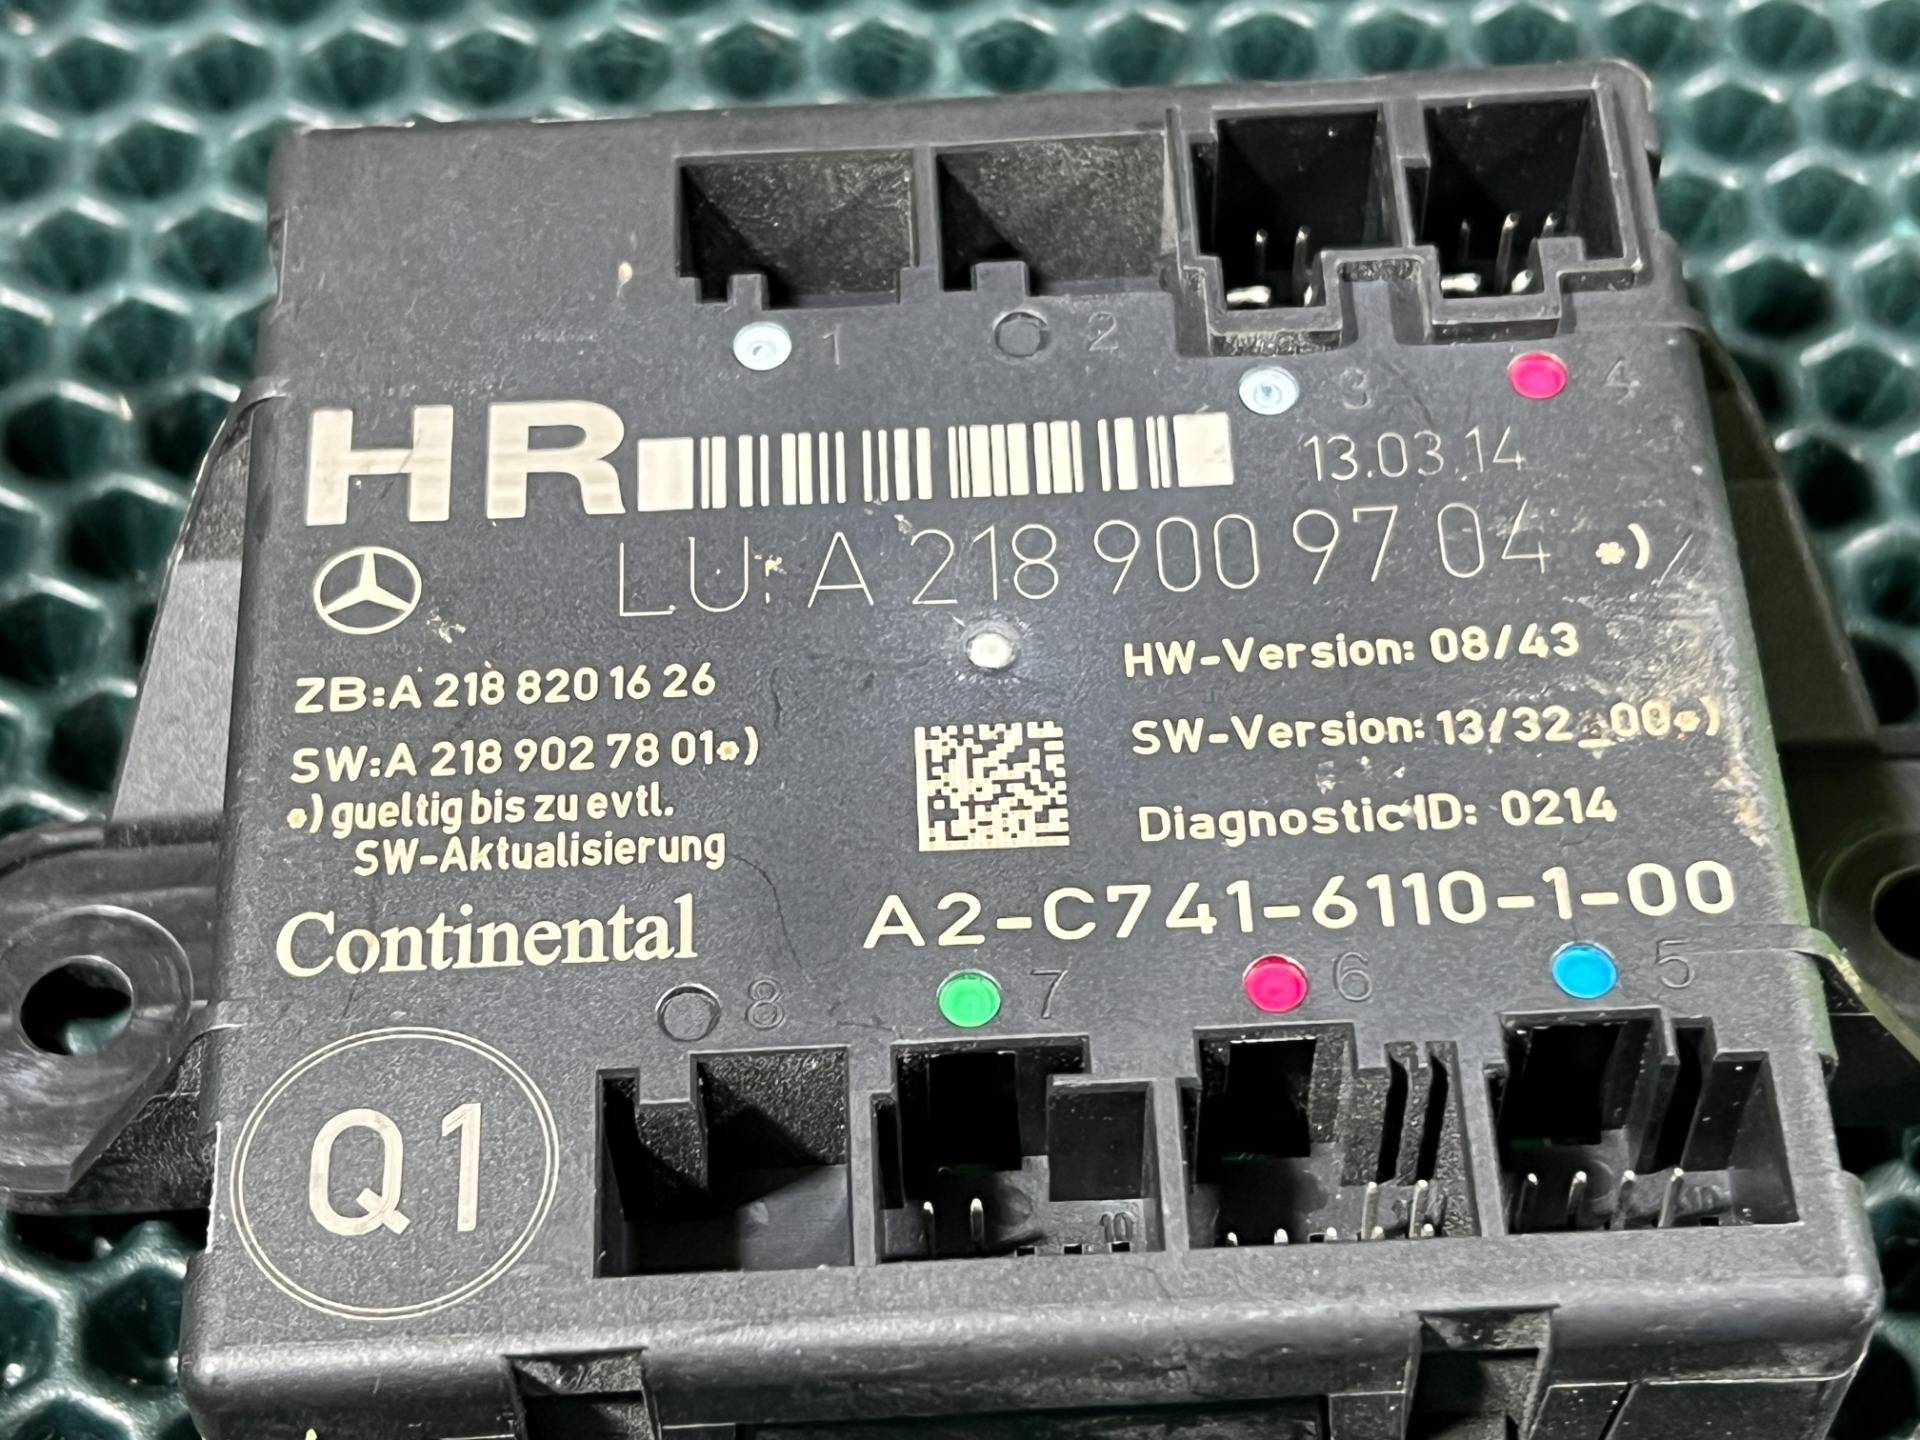 1 2
3 4
HR 13.03.14
LU: A 218 900 97 04 *)
ZB:A 218 820 16 26
HW-Version: 08/43
SW:A 218 902 78 01*)
SW-Version: 13/32_00*)
*) gueltig bis zu evtl.
SW-Aktualisierung
Diagnostic-ID: 0214
Continental
A2-C741-6110-1-00
8 7 6 5
Q1
10